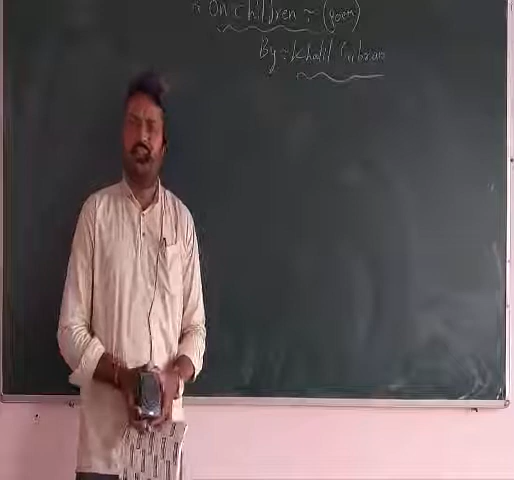 On children :- (poem)
By :- Khalil Gibran